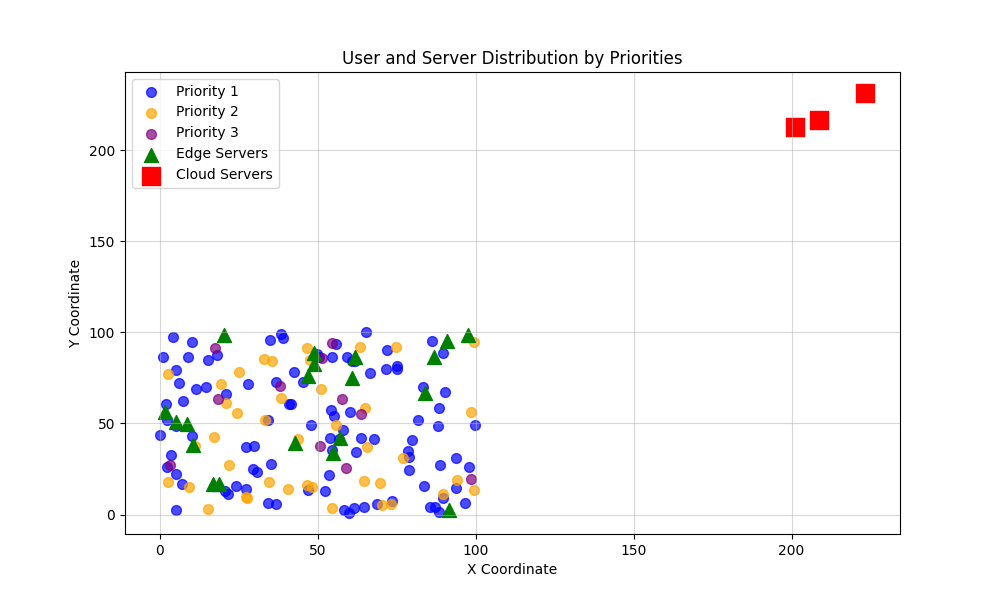 User and Server Distribution by Priorities
Priority 1
Priority 2
Priority 3
Edge Servers
Cloud Servers
Y Coordinate
200
150
100
50
0
0
50
100
150
200
X Coordinate